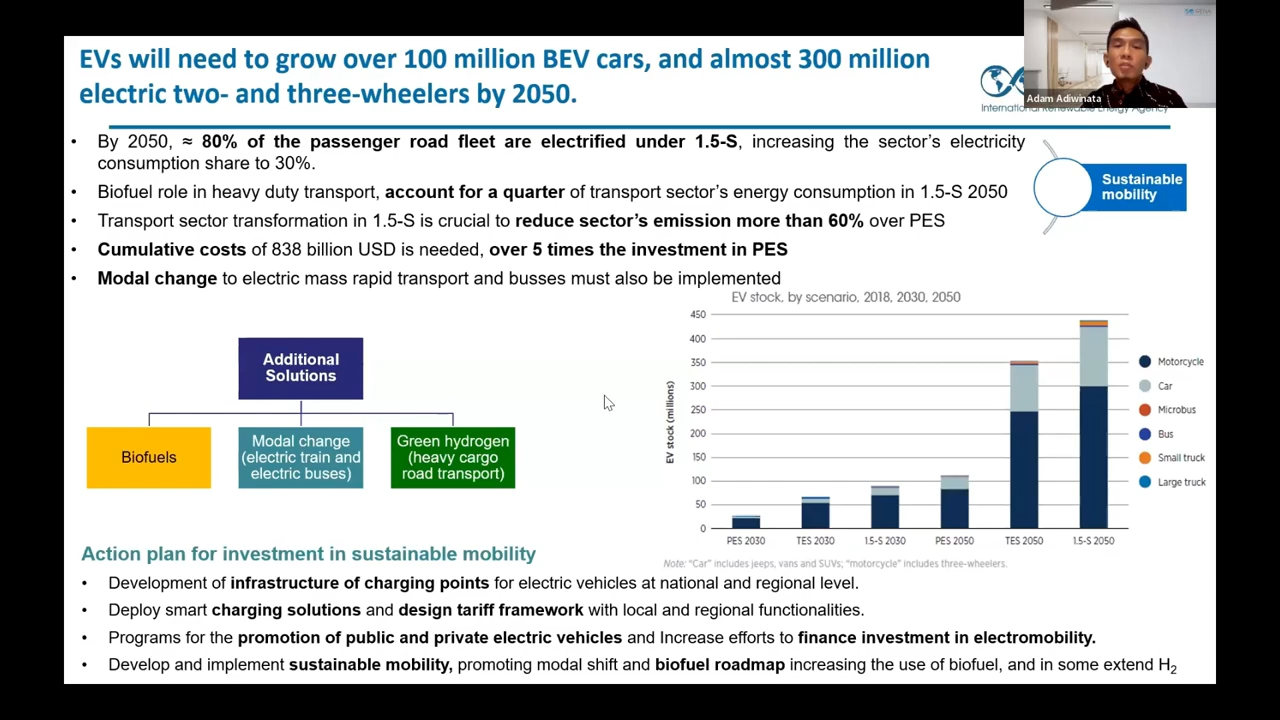 EVs will need to grow over 100 million BEV cars, and almost 300 million
electric two- and three-wheelers by 2050.
Adam Adiwinata
International Renewable Energy Agency
• By 2050, ≈ 80% of the passenger road fleet are electrified under 1.5-S, increasing the sector's electricity
consumption share to 30%.
• Biofuel role in heavy duty transport, account for a quarter of transport sector's energy consumption in 1.5-S 2050
• Transport sector transformation in 1.5-S is crucial to reduce sector's emission more than 60% over PES
• Cumulative costs of 838 billion USD is needed, over 5 times the investment in PES
• Modal change to electric mass rapid transport and busses must also be implemented
Sustainable
mobility
Additional
Solutions
Biofuels
Modal change
(electric train and
electric buses)
Green hydrogen
(heavy cargo
road transport)
EV stock, by scenario, 2018, 2030, 2050
EV stock (millions)
450
400
350
300
250
200
150
100
50
0
PES 2030
TES 2030
1.5-S 2030
PES 2050
TES 2050
1.5-S 2050
Motorcycle
Car
Microbus
Bus
Small truck
Large truck
Note: "Car" includes jeeps, vans and SUVs; "motorcycle" includes three-wheelers.
Action plan for investment in sustainable mobility
• Development of infrastructure of charging points for electric vehicles at national and regional level.
• Deploy smart charging solutions and design tariff framework with local and regional functionalities.
• Programs for the promotion of public and private electric vehicles and Increase efforts to finance investment in electromobility.
• Develop and implement sustainable mobility, promoting modal shift and biofuel roadmap increasing the use of biofuel, and in some extend H₂